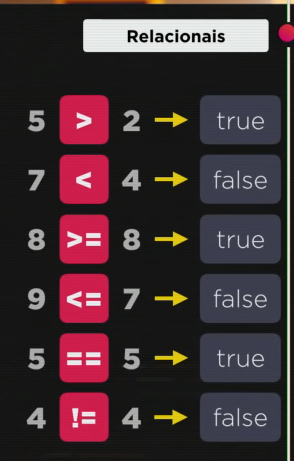 Relacionais
5 > 2 → true
7 < 4 → false
8 >= 8 → true
9 <= 7 → false
5 == 5 → true
4 != 4 → false